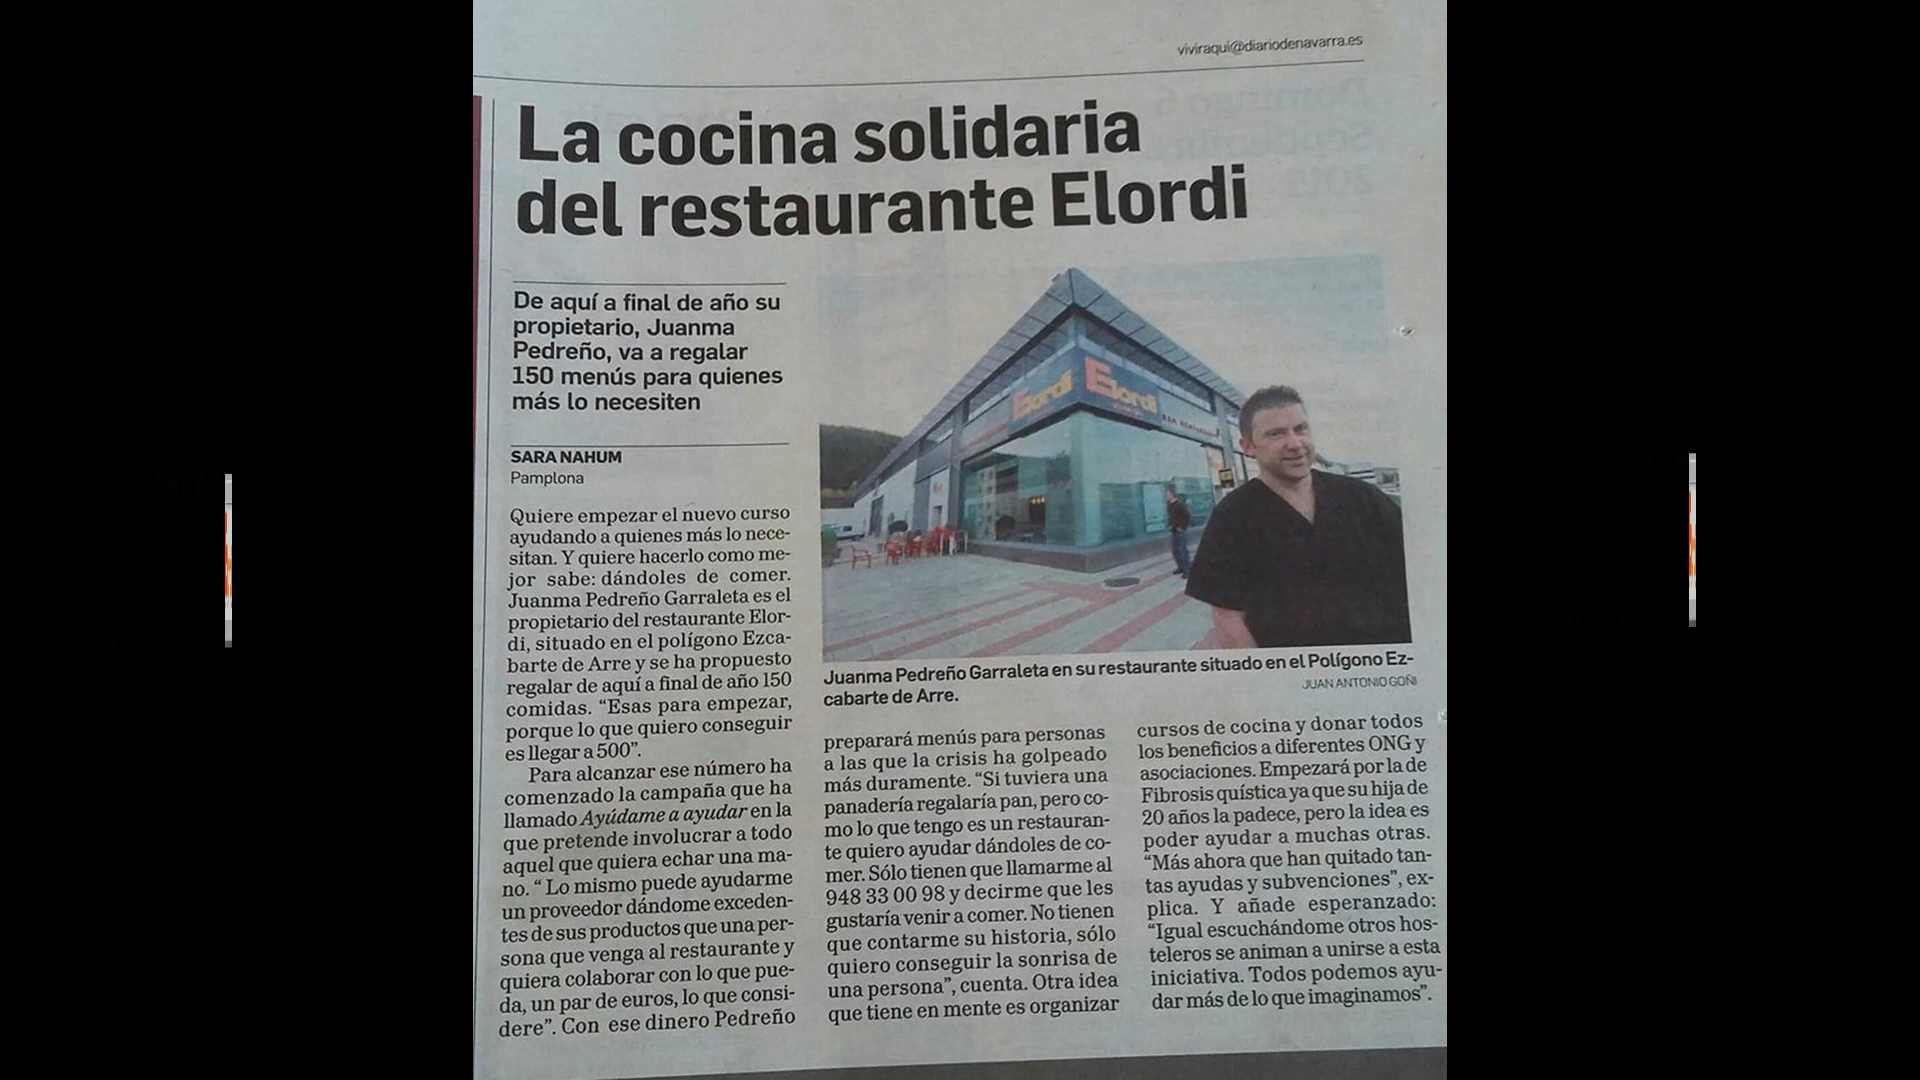 viviraqui@diariodenavarra.es
La cocina solidaria
del restaurante Elordi
De aquí a final de año su
propietario, Juanma
Pedreño, va a regalar
150 menús para quienes
más lo necesiten
SARA NAHUM
Pamplona
Quiere empezar el nuevo curso
ayudando a quienes más lo nece-
sitan. Y quiere hacerlo como me-
jor sabe: dándoles de comer.
Juanma Pedreño Garraleta es el
propietario del restaurante Elor-
di, situado en el polígono Ezca-
barte de Arre y se ha propuesto
regalar de aquí a final de año 150
comidas. “Esas para empezar,
porque lo que quiero conseguir
es llegar a 500”.
Para alcanzar ese número ha
comenzado la campaña que ha
llamado Ayúdame a ayudar en la
que pretende involucrar a todo
aquel que quiera echar una ma-
no. “ Lo mismo puede ayudarme
un proveedor dándome exceden-
tes de sus productos que una per-
sona que venga al restaurante y
quiera colaborar con lo que pue-
da, un par de euros, lo que consi-
dere”. Con ese dinero Pedreño
Elordi
Elordi
Juanma Pedreño Garraleta en su restaurante situado en el Polígono Ez-
cabarte de Arre.
JUAN ANTONIO GOÑI
preparará menús para personas
a las que la crisis ha golpeado
más duramente. “Si tuviera una
panadería regalaría pan, pero co-
mo lo que tengo es un restauran-
te quiero ayudar dándoles de co-
mer. Sólo tienen que llamarme al
948 33 00 98 y decirme que les
gustaría venir a comer. No tienen
que contarme su historia, sólo
quiero conseguir la sonrisa de
una persona”, cuenta. Otra idea
que tiene en mente es organizar
cursos de cocina y donar todos
los beneficios a diferentes ONG y
asociaciones. Empezará por la de
Fibrosis quística ya que su hija de
20 años la padece, pero la idea es
poder ayudar a muchas otras.
“Más ahora que han quitado tan-
tas ayudas y subvenciones”, ex-
plica. Y añade esperanzado:
“Igual escuchándome otros hos-
teleros se animan a unirse a esta
iniciativa. Todos podemos ayu-
dar más de lo que imaginamos”.